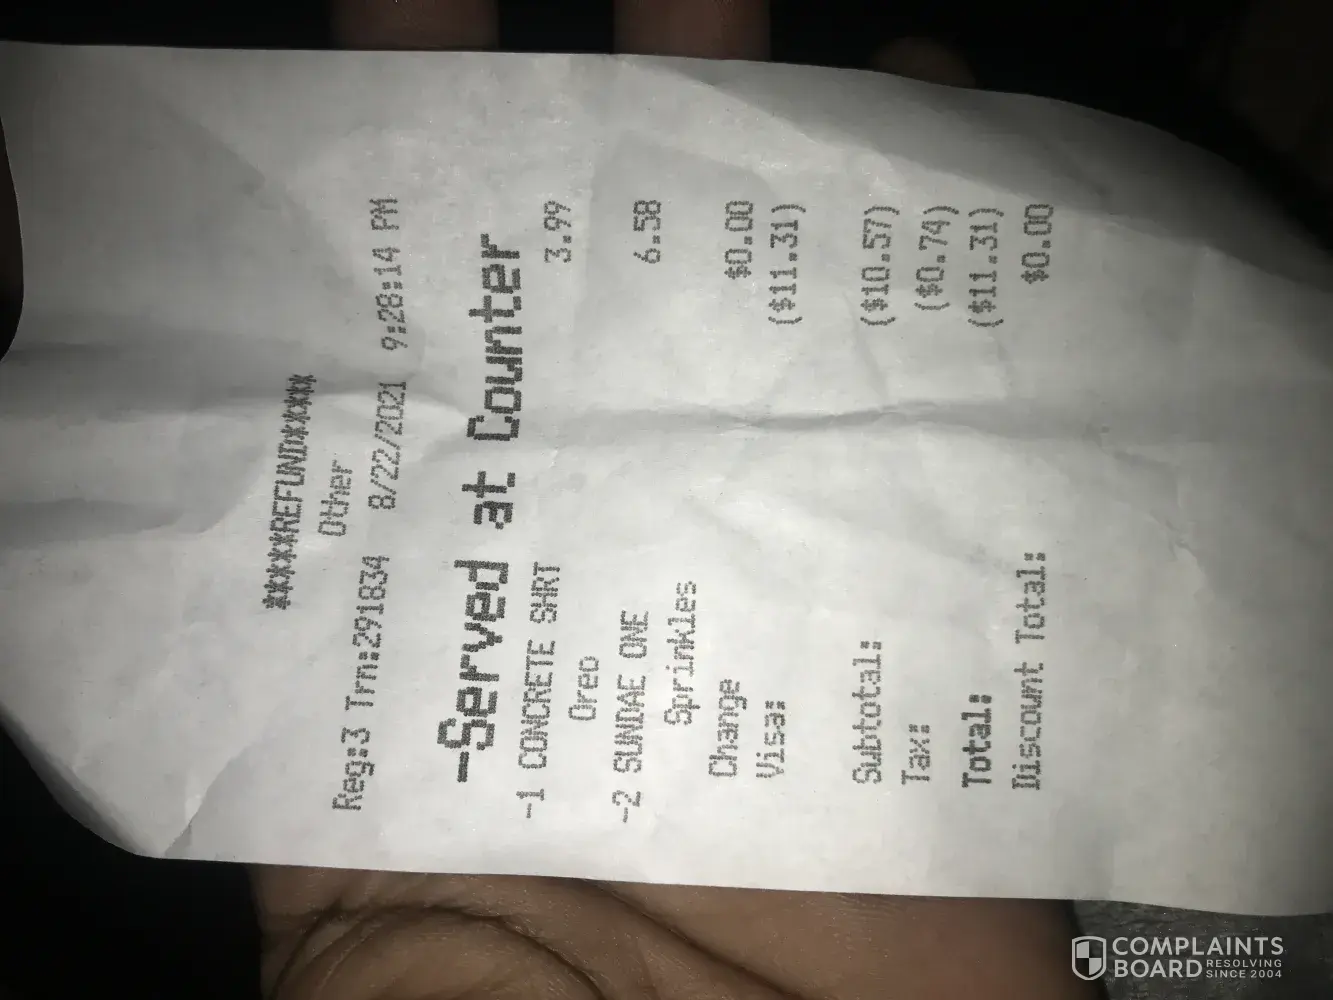 *****REFUND*****
Other
Reg:3 Trn:291834 8/22/2021 9:28:14 PM
-Served at Counter
-1 CONCRETE SHRT 3.99
Oreo
-2 SUNDAE ONE 6.58
Sprinkles
Change $0.00
Visa: ($11.31)
Subtotal: ($10.57)
Tax: ($0.74)
Total: ($11.31)
Discount Total: $0.00
COMPLAINTS
BOARD RESOLVING
SINCE 2004